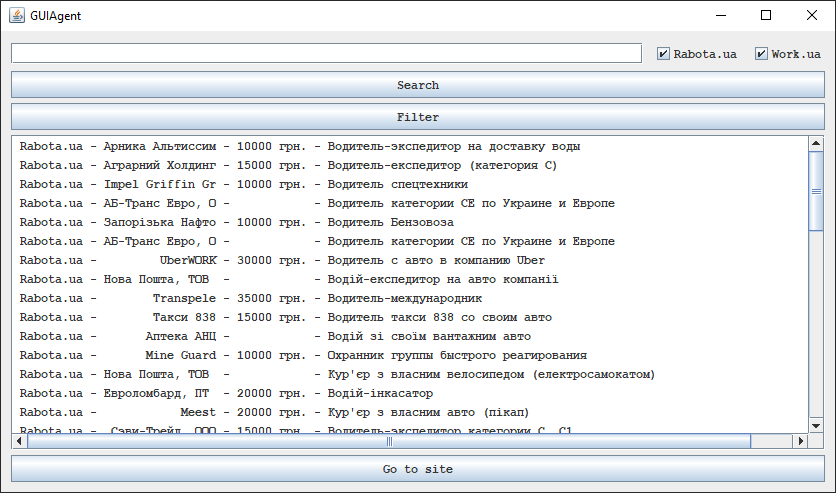 GUIAgent
Rabota.ua Work.ua
Search
Filter
Rabota.ua - Арника Альтиссим - 10000 грн. - Водитель-экспедитор на доставку воды
Rabota.ua - Аграрний Холдинг - 15000 грн. - Водитель-експедитор (категория С)
Rabota.ua - Impel Griffin Gr - 10000 грн. - Водитель спецтехники
Rabota.ua - АБ-Транс Евро, О - - Водитель категории СЕ по Украине и Европе
Rabota.ua - Запорізька Нафто - 10000 грн. - Водитель Бензовоза
Rabota.ua - АБ-Транс Евро, О - - Водитель категории СЕ по Украине и Европе
Rabota.ua - UberWORK - 30000 грн. - Водитель с авто в компанию Uber
Rabota.ua - Нова Пошта, ТОВ - - Водій-експедитор на авто компанії
Rabota.ua - Transpele - 35000 грн. - Водитель-международник
Rabota.ua - Такси 838 - 15000 грн. - Водитель такси 838 со своим авто
Rabota.ua - Аптека АНЦ - - Водій зі своїм вантажним авто
Rabota.ua - Mine Guard - 10000 грн. - Охранник группы быстрого реагирования
Rabota.ua - Нова Пошта, ТОВ - - Кур'єр з власним велосипедом (електросамокатом)
Rabota.ua - Евроломбард, ПТ - 20000 грн. - Водій-інкасатор
Rabota.ua - Meest - 20000 грн. - Кур'єр з власним авто (пікап)
Rabota.ua - Сэви-Трейд, ООО - 15000 грн. - Водитель-экспедитор категории С, С1
Go to site